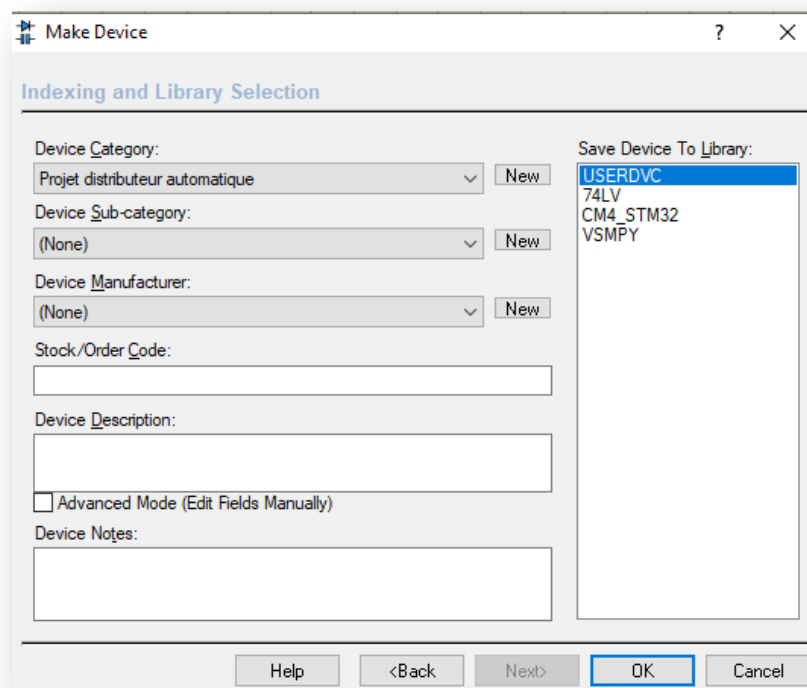 Make Device
?
Indexing and Library Selection
Device Category:
Projet distributeur automatique
New
Device Sub-category:
(None)
New
Device Manufacturer:
(None)
New
Stock/Order Code:
Device Description:
Advanced Mode (Edit Fields Manually)
Device Notes:
Save Device To Library:
USERDVC
74LV
CM4_STM32
VSMPY
Help
<Back
Next>
OK
Cancel